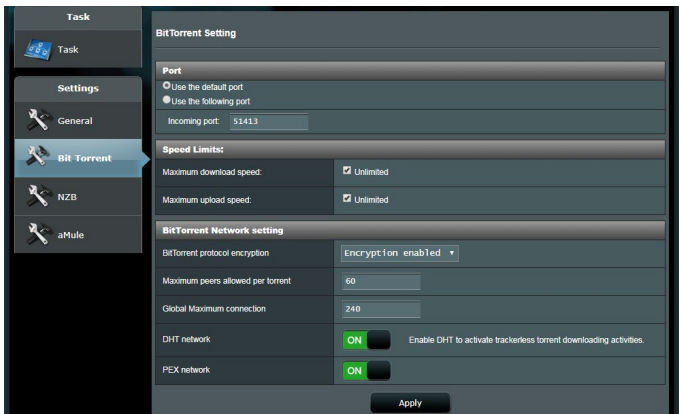 Task
Task
Settings
General
Bit Torrent
NZB
aMule
BitTorrent Setting
Port
Use the default port
Use the following port
Incoming port: 51413
Speed Limits:
Maximum download speed: Unlimited
Maximum upload speed: Unlimited
BitTorrent Network setting
BitTorrent protocol encryption Encryption enabled
Maximum peers allowed per torrent 60
Global Maximum connection 240
DHT network ON Enable DHT to activate trackerless torrent downloading activities.
PEX network ON
Apply